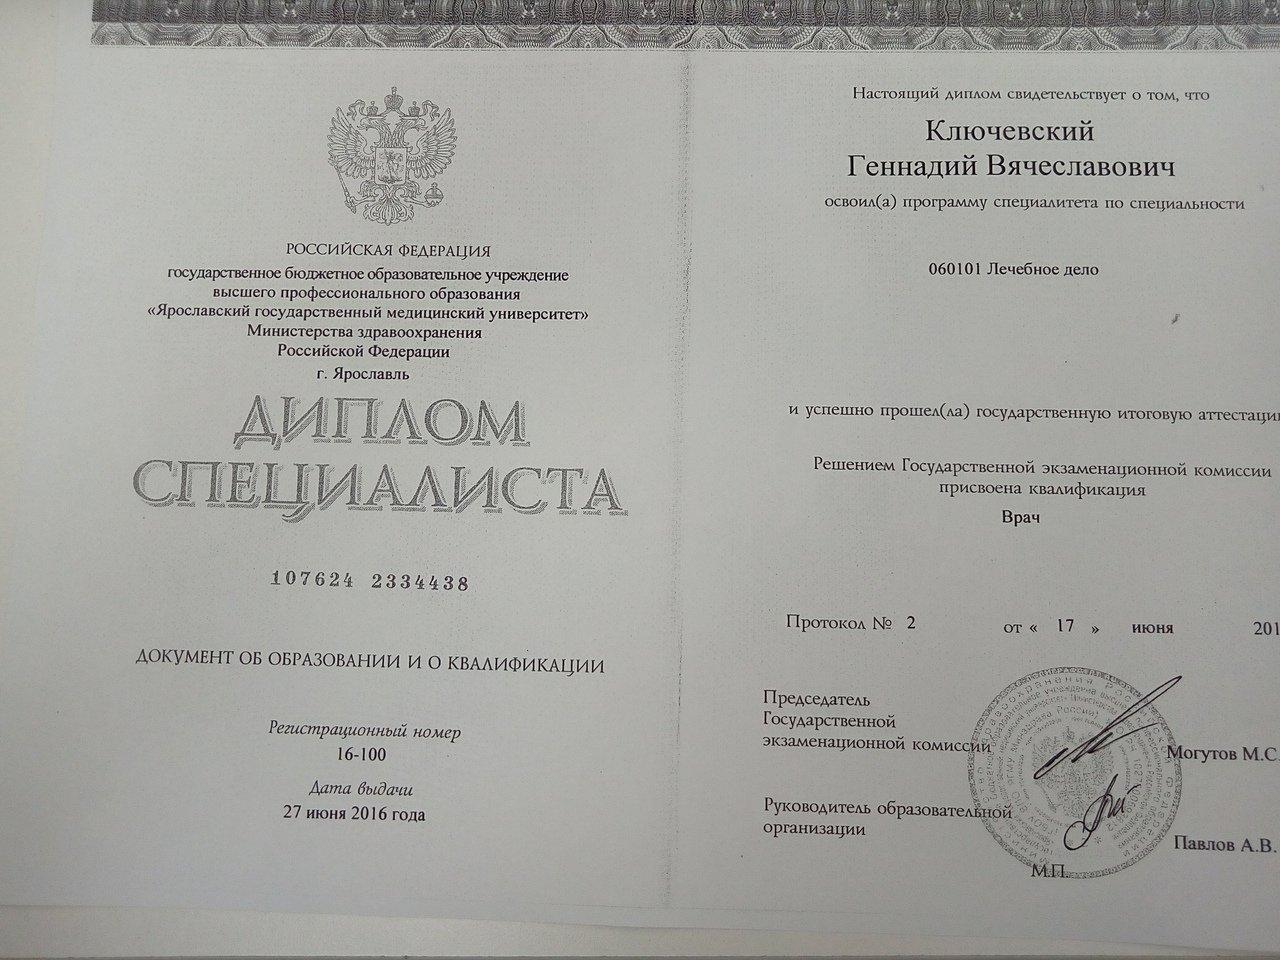 РОССИЙСКАЯ ФЕДЕРАЦИЯ
государственное бюджетное образовательное учреждение
высшего профессионального образования
«Ярославский государственный медицинский университет»
Министерства здравоохранения
Российской Федерации
г. Ярославль
ДИПЛОМ
СПЕЦИАЛИСТА
107624 2334438
ДОКУМЕНТ ОБ ОБРАЗОВАНИИ И О КВАЛИФИКАЦИИ
Регистрационный номер
16-100
Дата выдачи
27 июня 2016 года
Настоящий диплом свидетельствует о том, что
Ключевский
Геннадий Вячеславович
освоил(а) программу специалитета по специальности
060101 Лечебное дело
и успешно прошел(ла) государственную итоговую аттестаци
Решением Государственной экзаменационной комиссии
присвоена квалификация
Врач
Протокол № 2 от « 17 » июня 201
Председатель
Государственной
экзаменационной комиссии
Могутов М.С.
Руководитель образовательной
организации
Павлов А.В.
М.П.